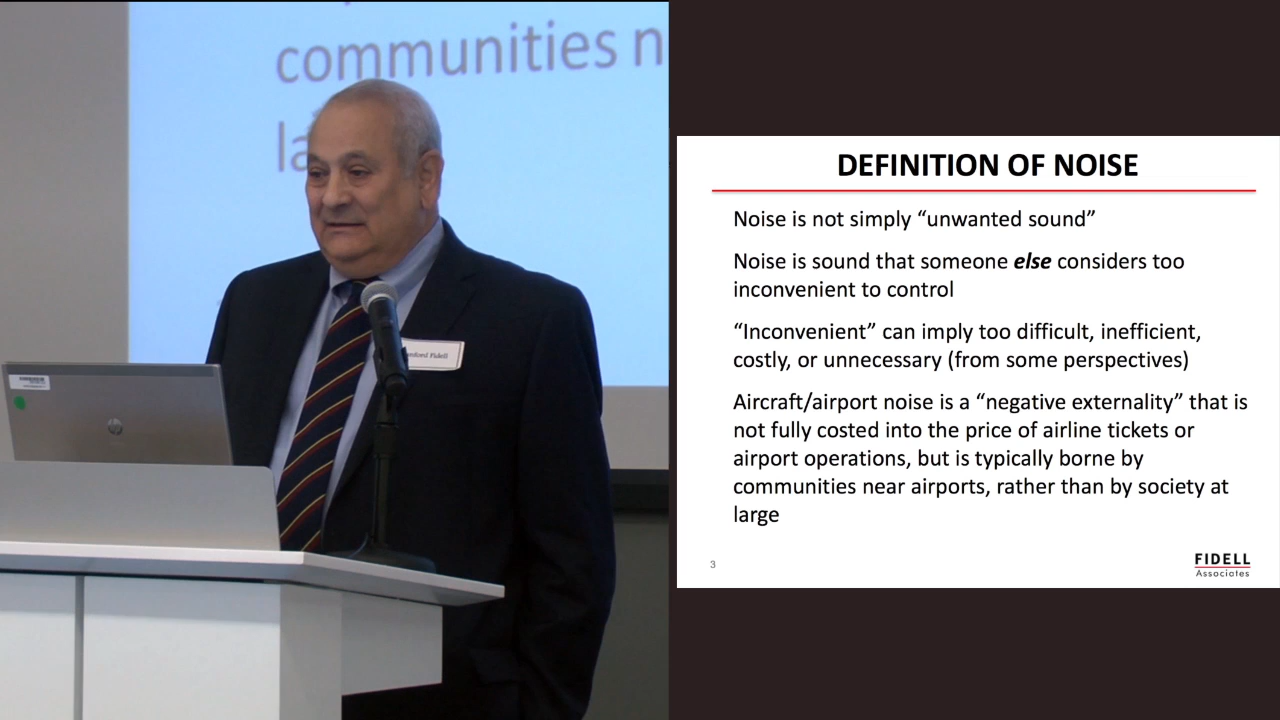 communities n
la
Fidell
DEFINITION OF NOISE
Noise is not simply “unwanted sound”
Noise is sound that someone else considers too
inconvenient to control
“Inconvenient” can imply too difficult, inefficient,
costly, or unnecessary (from some perspectives)
Aircraft/airport noise is a “negative externality” that is
not fully costed into the price of airline tickets or
airport operations, but is typically borne by
communities near airports, rather than by society at
large
3
FIDELL
Associates
hp